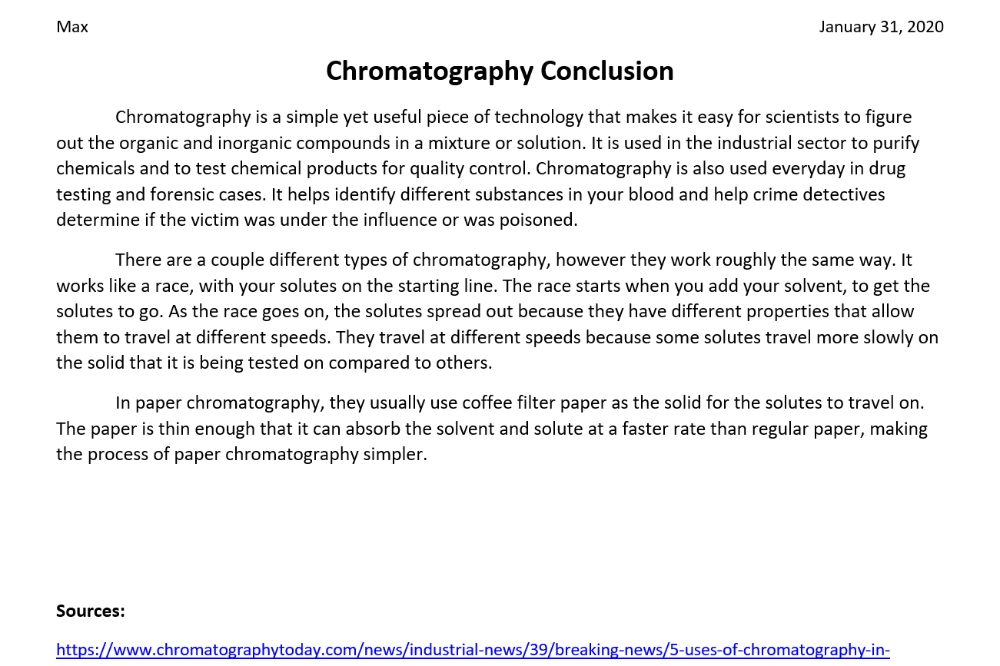 Max January 31, 2020
Chromatography Conclusion
Chromatography is a simple yet useful piece of technology that makes it easy for scientists to figure
out the organic and inorganic compounds in a mixture or solution. It is used in the industrial sector to purify
chemicals and to test chemical products for quality control. Chromatography is also used everyday in drug
testing and forensic cases. It helps identify different substances in your blood and help crime detectives
determine if the victim was under the influence or was poisoned.
There are a couple different types of chromatography, however they work roughly the same way. It
works like a race, with your solutes on the starting line. The race starts when you add your solvent, to get the
solutes to go. As the race goes on, the solutes spread out because they have different properties that allow
them to travel at different speeds. They travel at different speeds because some solutes travel more slowly on
the solid that it is being tested on compared to others.
In paper chromatography, they usually use coffee filter paper as the solid for the solutes to travel on.
The paper is thin enough that it can absorb the solvent and solute at a faster rate than regular paper, making
the process of paper chromatography simpler.
Sources:
https://www.chromatographytoday.com/news/industrial-news/39/breaking-news/5-uses-of-chromatography-in-